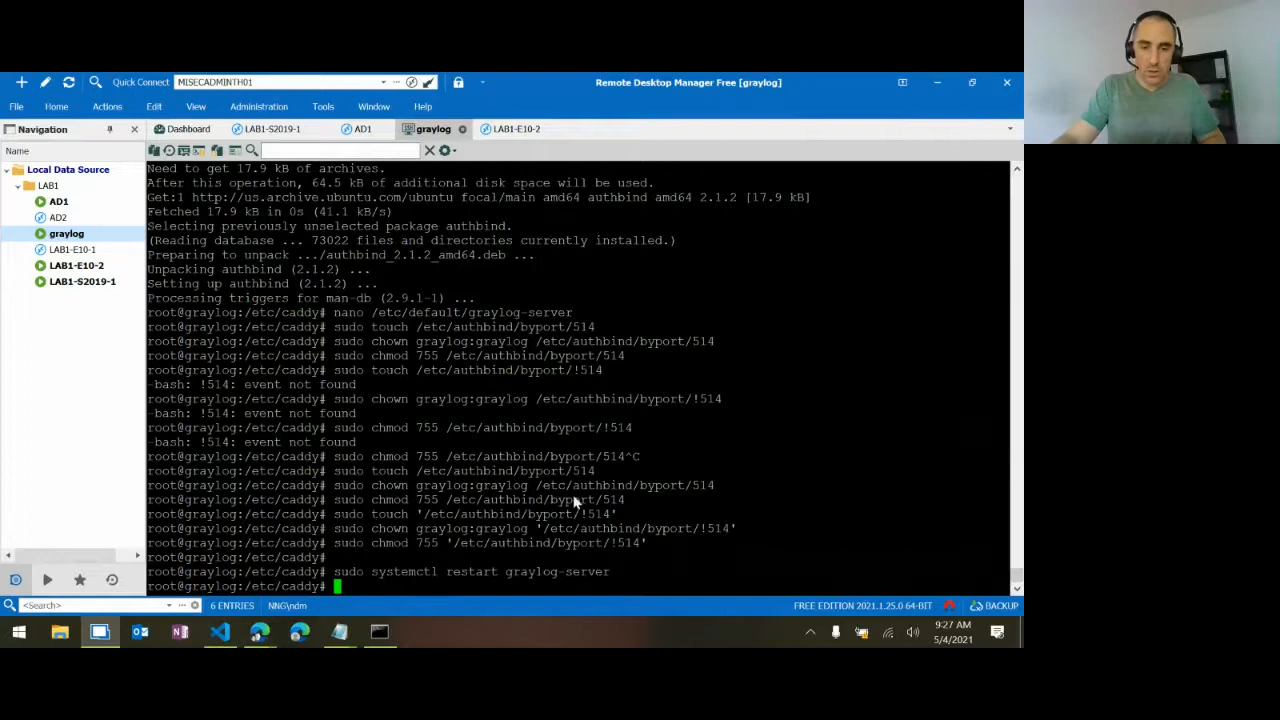 Quick Connect MISECADMINTH01 Remote Desktop Manager Free [graylog]
File Home Actions Edit View Administration Tools Window Help
Navigation Dashboard LAB1-S2019-1 AD1 graylog LAB1-E10-2
Name
Local Data Source
LAB1
AD1
AD2
graylog
LAB1-E10-1
LAB1-E10-2
LAB1-S2019-1
Need to get 17.9 kB of archives.
After this operation, 64.5 kB of additional disk space will be used.
Get:1 http://us.archive.ubuntu.com/ubuntu focal/main amd64 authbind amd64 2.1.2 [17.9 kB]
Fetched 17.9 kB in 0s (41.1 kB/s)
Selecting previously unselected package authbind.
(Reading database ... 73022 files and directories currently installed.)
Preparing to unpack .../authbind_2.1.2_amd64.deb ...
Unpacking authbind (2.1.2) ...
Setting up authbind (2.1.2) ...
Processing triggers for man-db (2.9.1-1) ...
root@graylog:/etc/caddy# nano /etc/default/graylog-server
root@graylog:/etc/caddy# sudo touch /etc/authbind/byport/514
root@graylog:/etc/caddy# sudo chown graylog:graylog /etc/authbind/byport/514
root@graylog:/etc/caddy# sudo chmod 755 /etc/authbind/byport/514
root@graylog:/etc/caddy# sudo touch /etc/authbind/byport/!514
-bash: !514: event not found
root@graylog:/etc/caddy# sudo chown graylog:graylog /etc/authbind/byport/!514
-bash: !514: event not found
root@graylog:/etc/caddy# sudo chmod 755 /etc/authbind/byport/!514
-bash: !514: event not found
root@graylog:/etc/caddy# sudo chmod 755 /etc/authbind/byport/514^C
root@graylog:/etc/caddy# sudo touch /etc/authbind/byport/514
root@graylog:/etc/caddy# sudo chown graylog:graylog /etc/authbind/byport/514
root@graylog:/etc/caddy# sudo chmod 755 /etc/authbind/byport/514
root@graylog:/etc/caddy# sudo touch '/etc/authbind/byport/!514'
root@graylog:/etc/caddy# sudo chown graylog:graylog '/etc/authbind/byport/!514'
root@graylog:/etc/caddy# sudo chmod 755 '/etc/authbind/byport/!514'
root@graylog:/etc/caddy#
root@graylog:/etc/caddy# sudo systemctl restart graylog-server
root@graylog:/etc/caddy#
<Search> 6 ENTRIES NNG\ndm FREE EDITION 2021.1.25.0 64-BIT BACKUP
9:27 AM
5/4/2021